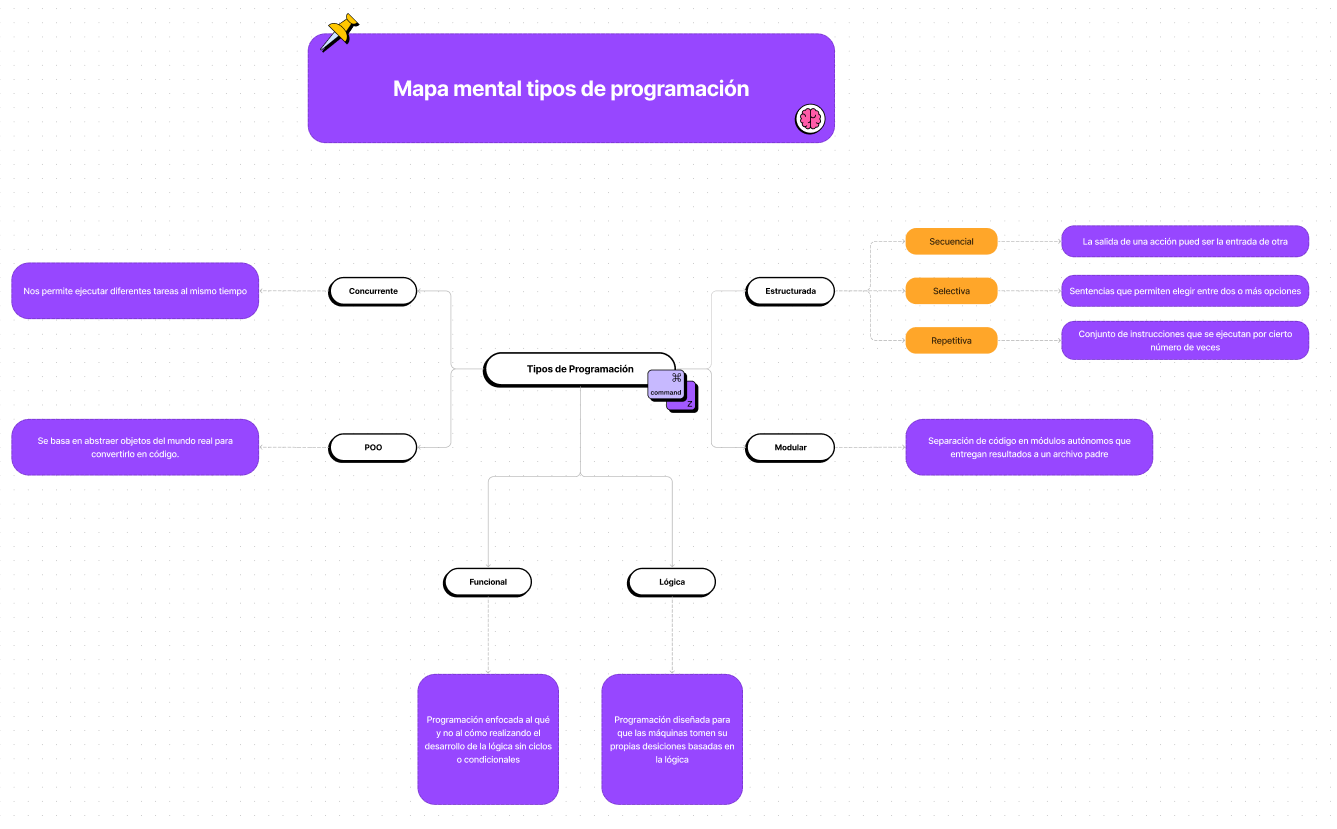 Mapa mental tipos de programación
Secuencial
La salida de una acción pued ser la entrada de otra
Nos permite ejecutar diferentes tareas al mismo tiempo
Concurrente
Estructurada
Selectiva
Sentencias que permiten elegir entre dos o más opciones
Repetitiva
Conjunto de instrucciones que se ejecutan por cierto
número de veces
Tipos de Programación
⌘
command
Z
Se basa en abstraer objetos del mundo real para
convertirlo en código.
POO
Modular
Separación de código en módulos autónomos que
entregan resultados a un archivo padre
Funcional
Lógica
Programación enfocada al qué
y no al cómo realizando el
desarrollo de la lógica sin ciclos
o condicionales
Programación diseñada para
que las máquinas tomen su
propias desiciones basadas en
la lógica